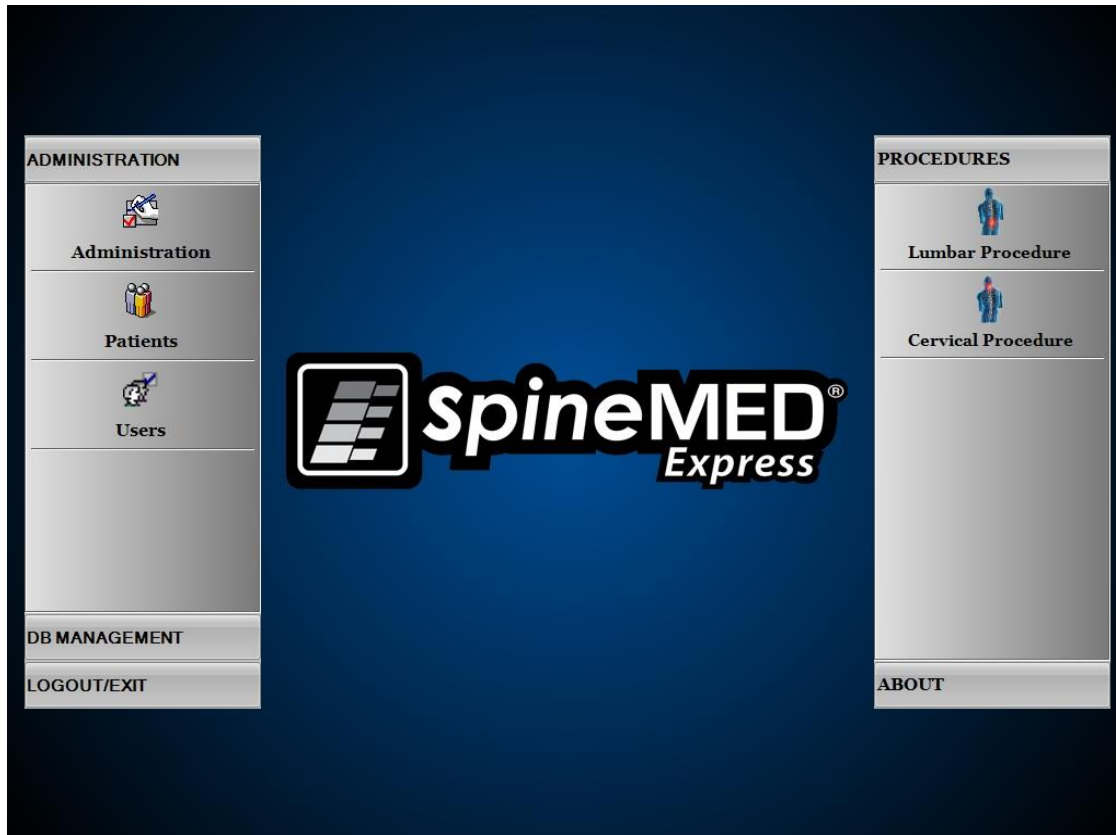 ADMINISTRATION
Administration
Patients
Users
DB MANAGEMENT
LOGOUT/EXIT
SpineMED®
Express
PROCEDURES
Lumbar Procedure
Cervical Procedure
ABOUT